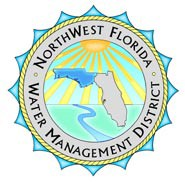 NORTHWEST FLORIDA
WATER MANAGEMENT DISTRICT